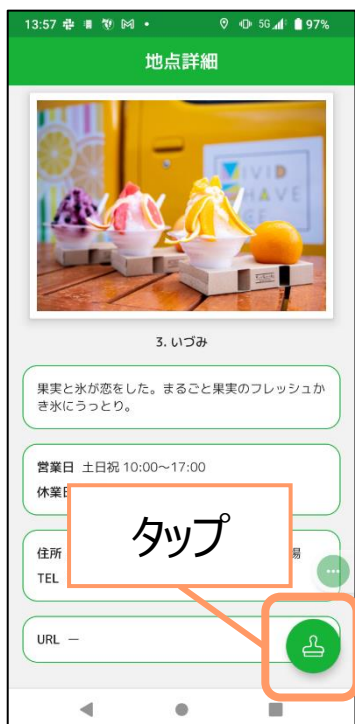 13:57
5G
97%
地点詳細
VIVID
SHAVE
ICE
3. いづみ
果実と氷が恋をした。まるごと果実のフレッシュか
き氷にうっとり。
営業日 土日祝 10:00〜17:00
休業日
タップ
住所
場
TEL
URL ー